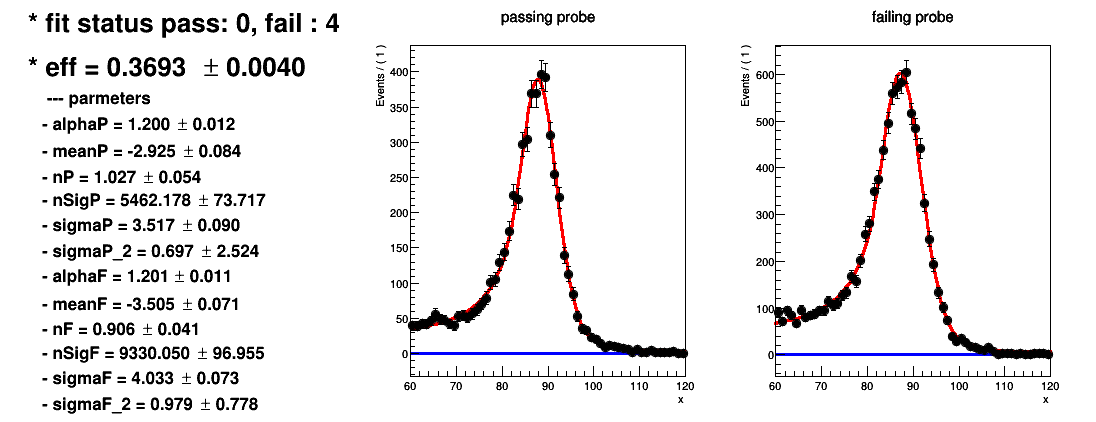 * fit status pass: 0, fail : 4
* eff = 0.3693 ± 0.0040
--- parmeters
- alphaP = 1.200 ± 0.012
- meanP = -2.925 ± 0.084
- nP = 1.027 ± 0.054
- nSigP = 5462.178 ± 73.717
- sigmaP = 3.517 ± 0.090
- sigmaP_2 = 0.697 ± 2.524
- alphaF = 1.201 ± 0.011
- meanF = -3.505 ± 0.071
- nF = 0.906 ± 0.041
- nSigF = 9330.050 ± 96.955
- sigmaF = 4.033 ± 0.073
- sigmaF_2 = 0.979 ± 0.778
passing probe
Events / ( 1 )
400
350
300
250
200
150
100
50
0
60 70 80 90 100 110 120
x
failing probe
Events / ( 1 )
600
500
400
300
200
100
0
60 70 80 90 100 110 120
x